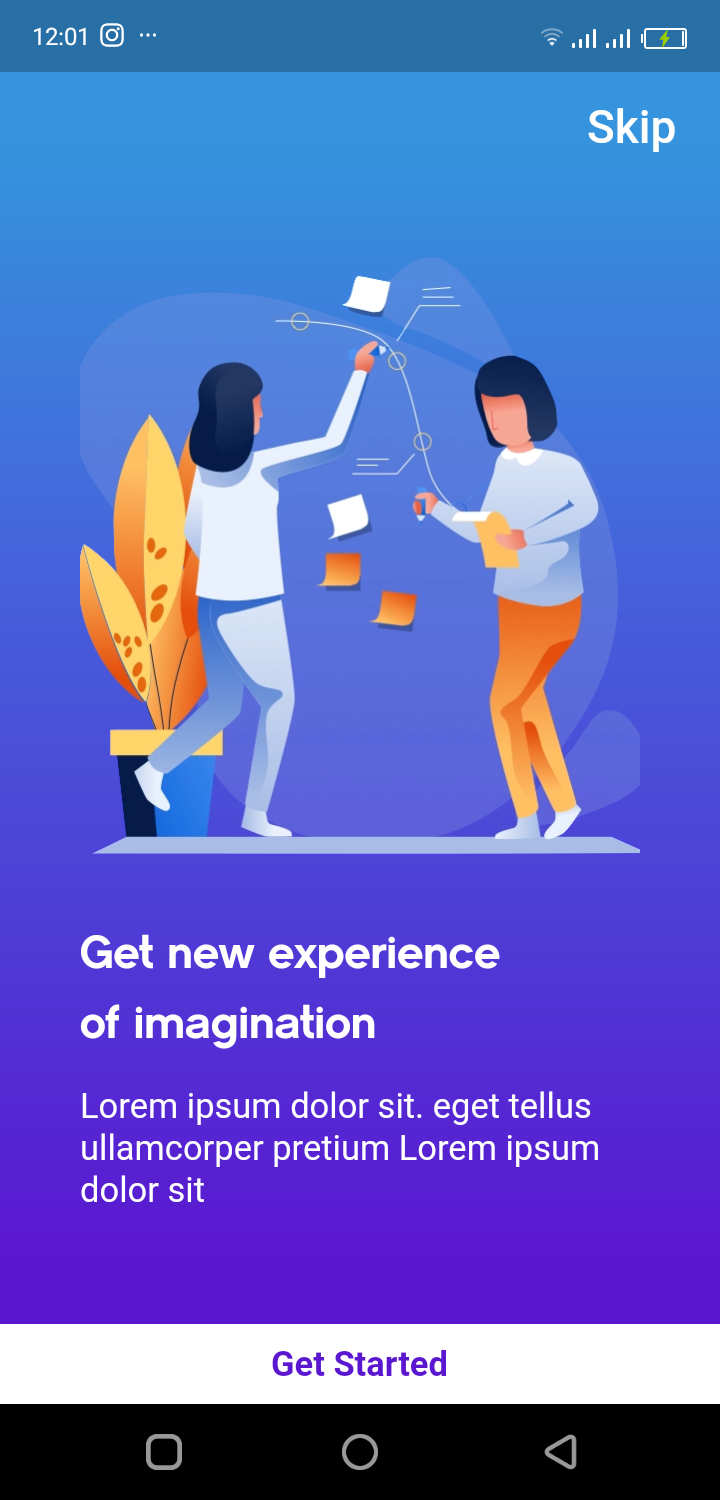 12:01
Skip
Get new experience
of imagination
Lorem ipsum dolor sit. eget tellus
ullamcorper pretium Lorem ipsum
dolor sit
Get Started